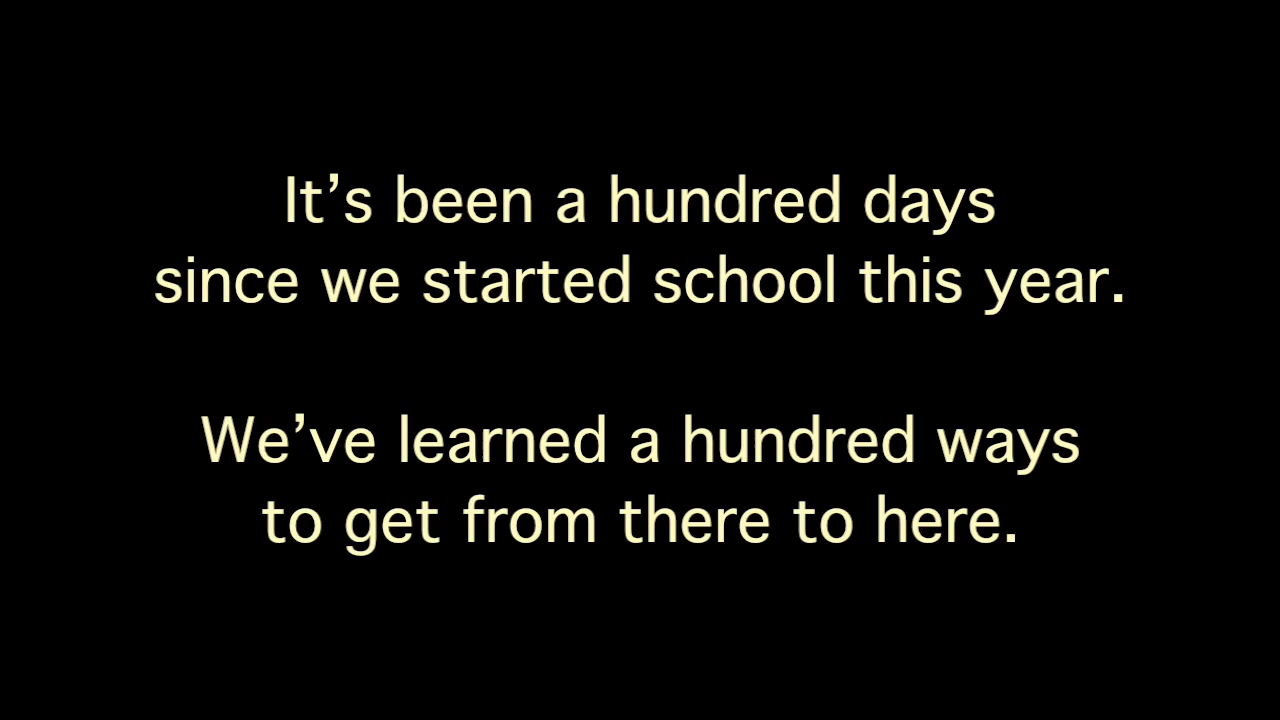 It’s been a hundred days
since we started school this year.
We’ve learned a hundred ways
to get from there to here.